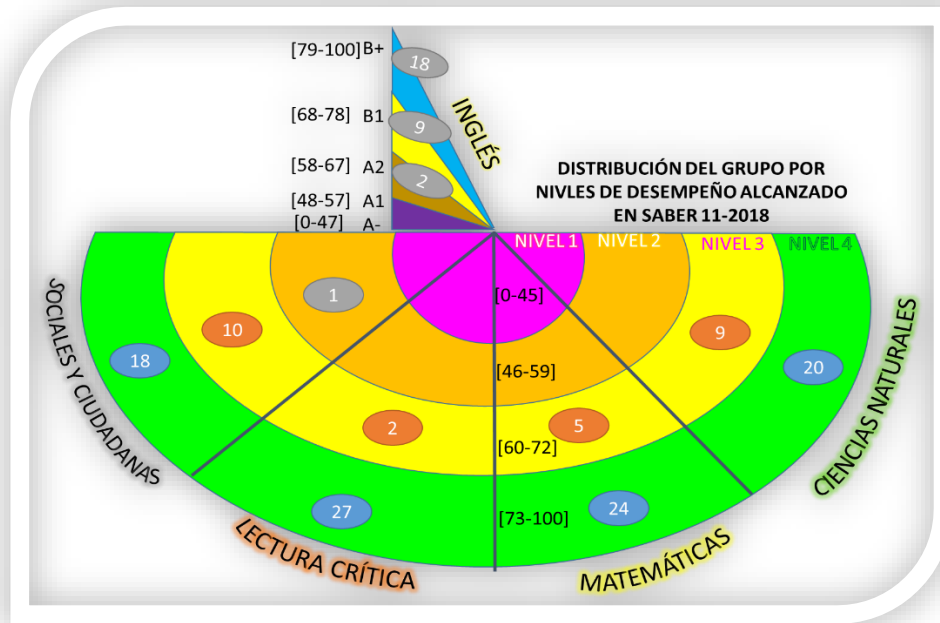 [79-100] B+
18
[68-78] B1
9
INGLÉS
[58-67] A2
2
[48-57] A1
[0-47] A-
DISTRIBUCIÓN DEL GRUPO POR
NIVLES DE DESEMPEÑO ALCANZADO
EN SABER 11-2018
NIVEL 1 NIVEL 2 NIVEL 3 NIVEL 4
[0-45]
1
10
9
18
20
[46-59]
2
5
[60-72]
27
24
[73-100]
SOCIALES Y CIUDADANAS
LECTURA CRÍTICA
MATEMÁTICAS
CIENCIAS NATURALES